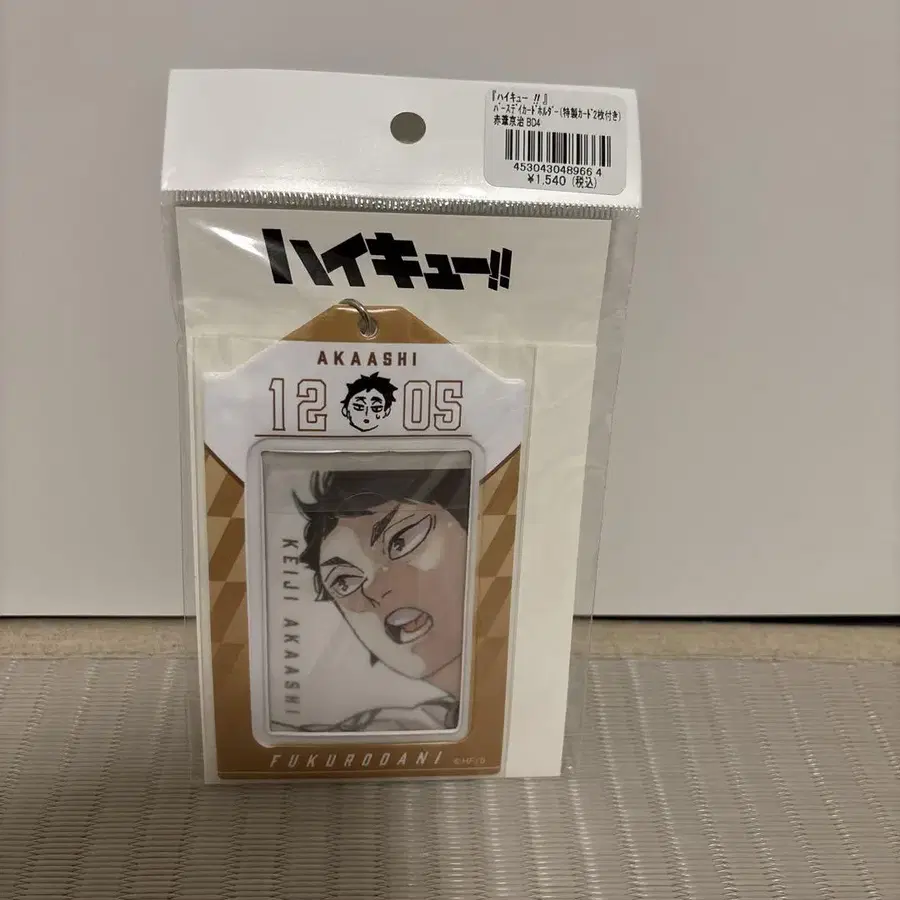 『ハイキュー !!』
バースデイカードホルダー(特製カード2枚付き)
赤葦京治 BD4
453043048966 4
¥1,540 (税込)
ハイキュー!!
AKAASHI
12 05
KEIJI AKAASHI
FUKURODANI